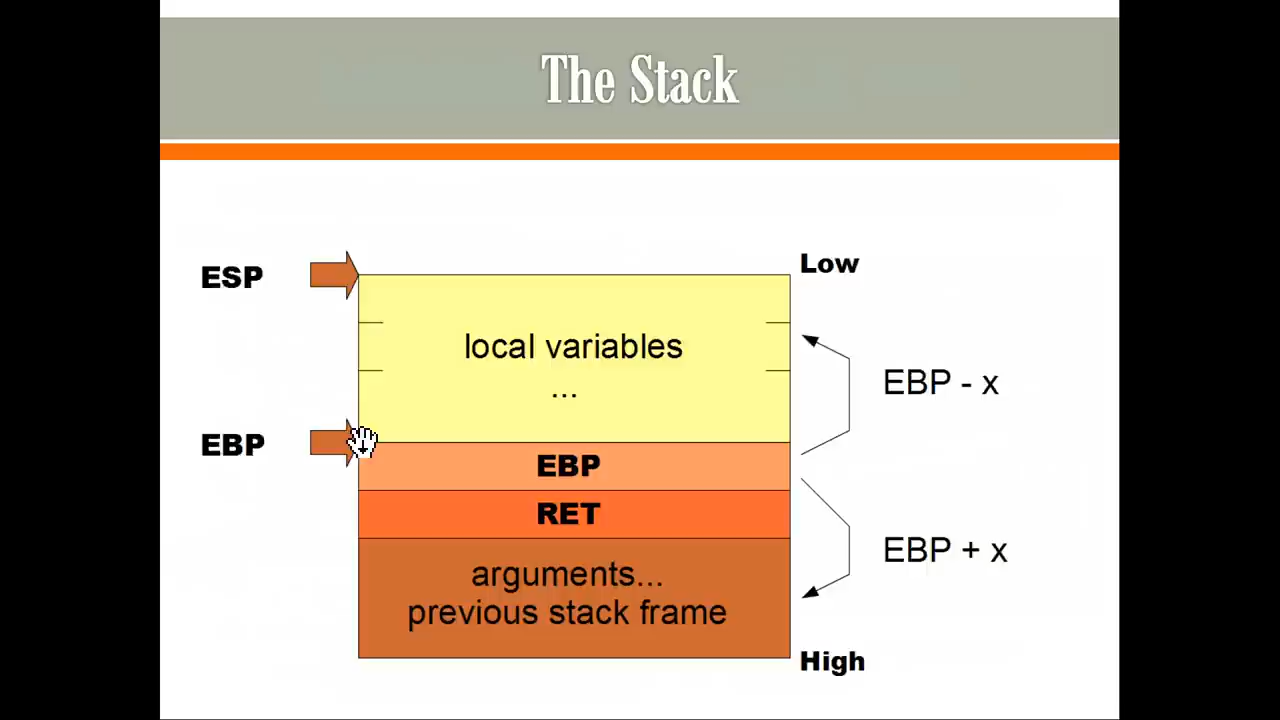 The Stack
ESP
Low
local variables
...
EBP - x
EBP
EBP
RET
EBP + x
arguments...
previous stack frame
High